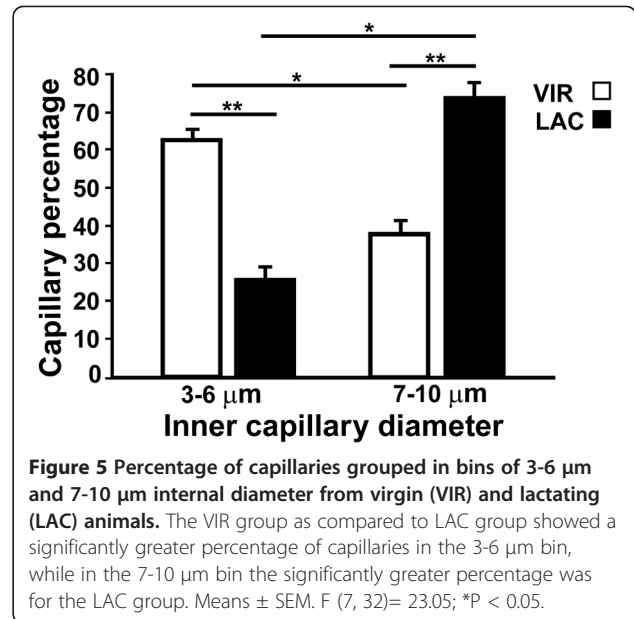 *
* **
** VIR
LAC
Capillary percentage
80
70
60
50
40
30
20
10
0
3-6 μm 7-10 μm
Inner capillary diameter
Figure 5 Percentage of capillaries grouped in bins of 3-6 μm
and 7-10 μm internal diameter from virgin (VIR) and lactating
(LAC) animals. The VIR group as compared to LAC group showed a
significantly greater percentage of capillaries in the 3-6 μm bin,
while in the 7-10 μm bin the significantly greater percentage was
for the LAC group. Means ± SEM. F (7, 32)= 23.05; *P < 0.05.